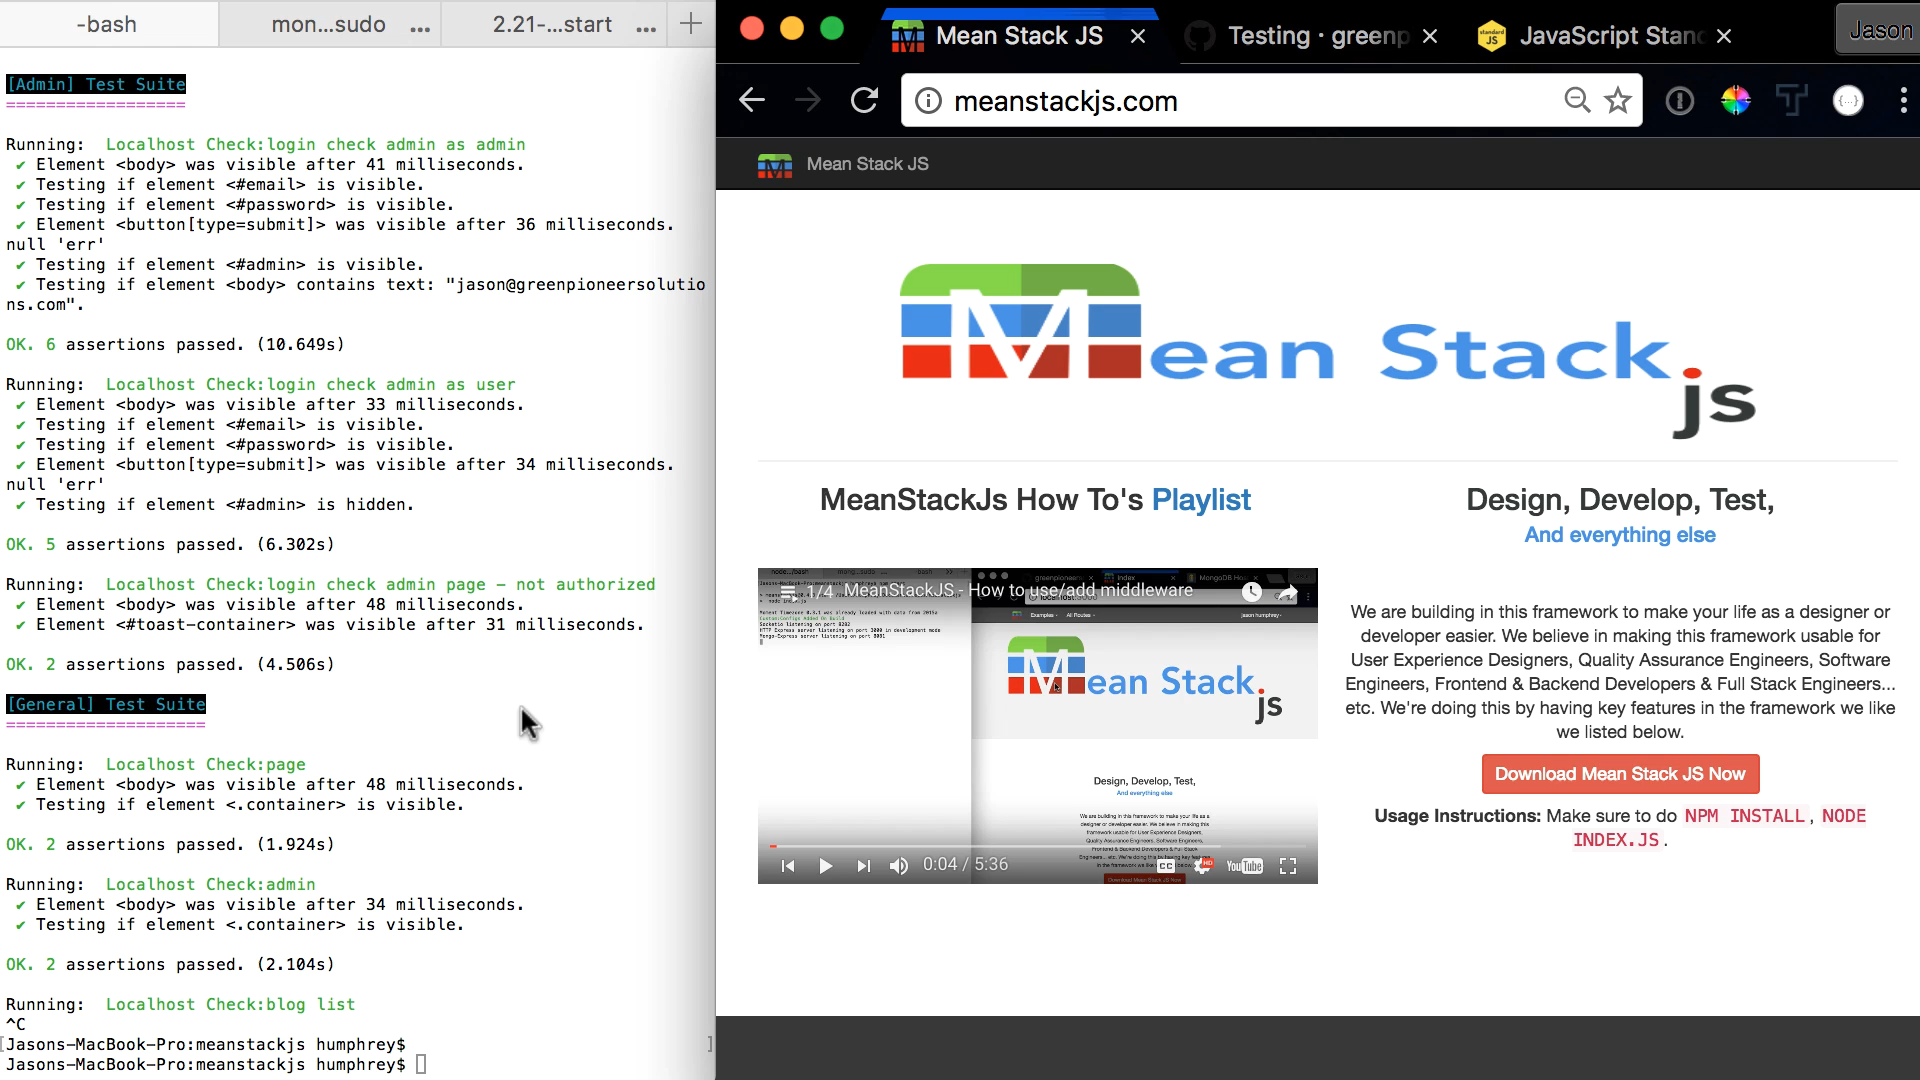 -bash
mon...sudo ...
2.21-...start ...
[Admin] Test Suite
==================
Running:  Localhost Check:login check admin as admin
✔ Element <body> was visible after 41 milliseconds.
✔ Testing if element <#email> is visible.
✔ Testing if element <#password> is visible.
✔ Element <button[type=submit]> was visible after 36 milliseconds.
null 'err'
✔ Testing if element <#admin> is visible.
✔ Testing if element <body> contains text: "jason@greenpioneersolutio
ns.com".
OK. 6 assertions passed. (10.649s)
Running:  Localhost Check:login check admin as user
✔ Element <body> was visible after 33 milliseconds.
✔ Testing if element <#email> is visible.
✔ Testing if element <#password> is visible.
✔ Element <button[type=submit]> was visible after 34 milliseconds.
null 'err'
✔ Testing if element <#admin> is hidden.
OK. 5 assertions passed. (6.302s)
Running:  Localhost Check:login check admin page – not authorized
✔ Element <body> was visible after 48 milliseconds.
✔ Element <#toast-container> was visible after 31 milliseconds.
OK. 2 assertions passed. (4.506s)
[General] Test Suite
====================
Running:  Localhost Check:page
✔ Element <body> was visible after 48 milliseconds.
✔ Testing if element <.container> is visible.
OK. 2 assertions passed. (1.924s)
Running:  Localhost Check:admin
✔ Element <body> was visible after 34 milliseconds.
✔ Testing if element <.container> is visible.
OK. 2 assertions passed. (2.104s)
Running:  Localhost Check:blog list
^C
Jasons-MacBook-Pro:meanstackjs humphrey$
Jasons-MacBook-Pro:meanstackjs humphrey$
Mean Stack JS
Testing · greenp
JavaScript Stan
Jason
meanstackjs.com
Mean Stack JS
Mean Stack.js
MeanStackJs How To's Playlist
1/4 MeanStackJS - How to use/add middleware
Mean Stack.js
Design, Develop, Test,
And everything else
0:04 / 5:36
CC
HD
YouTube
Design, Develop, Test,
And everything else
We are building in this framework to make your life as a designer or
developer easier. We believe in making this framework usable for
User Experience Designers, Quality Assurance Engineers, Software
Engineers, Frontend & Backend Developers & Full Stack Engineers...
etc. We're doing this by having key features in the framework we like
we listed below.
Download Mean Stack JS Now
Usage Instructions: Make sure to do NPM INSTALL, NODE
INDEX.JS.